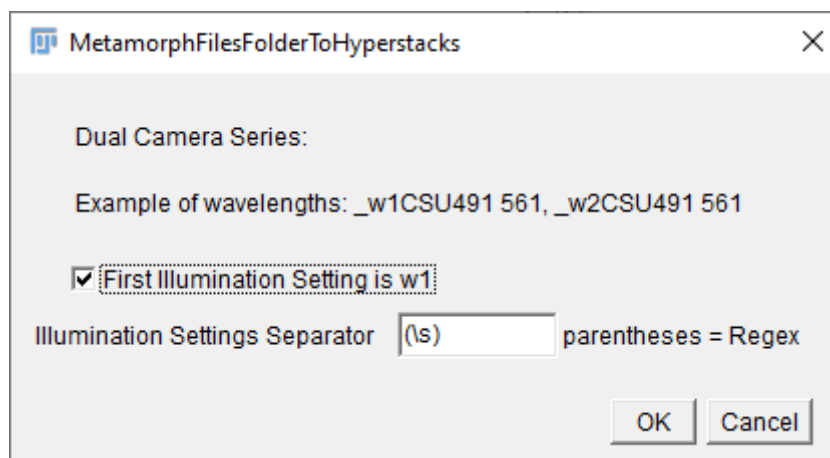 MetamorphFilesFolderToHyperstacks
Dual Camera Series:
Example of wavelengths: _w1CSU491 561, _w2CSU491 561
First Illumination Setting is w1
Illumination Settings Separator (\s) parentheses = Regex
OK Cancel